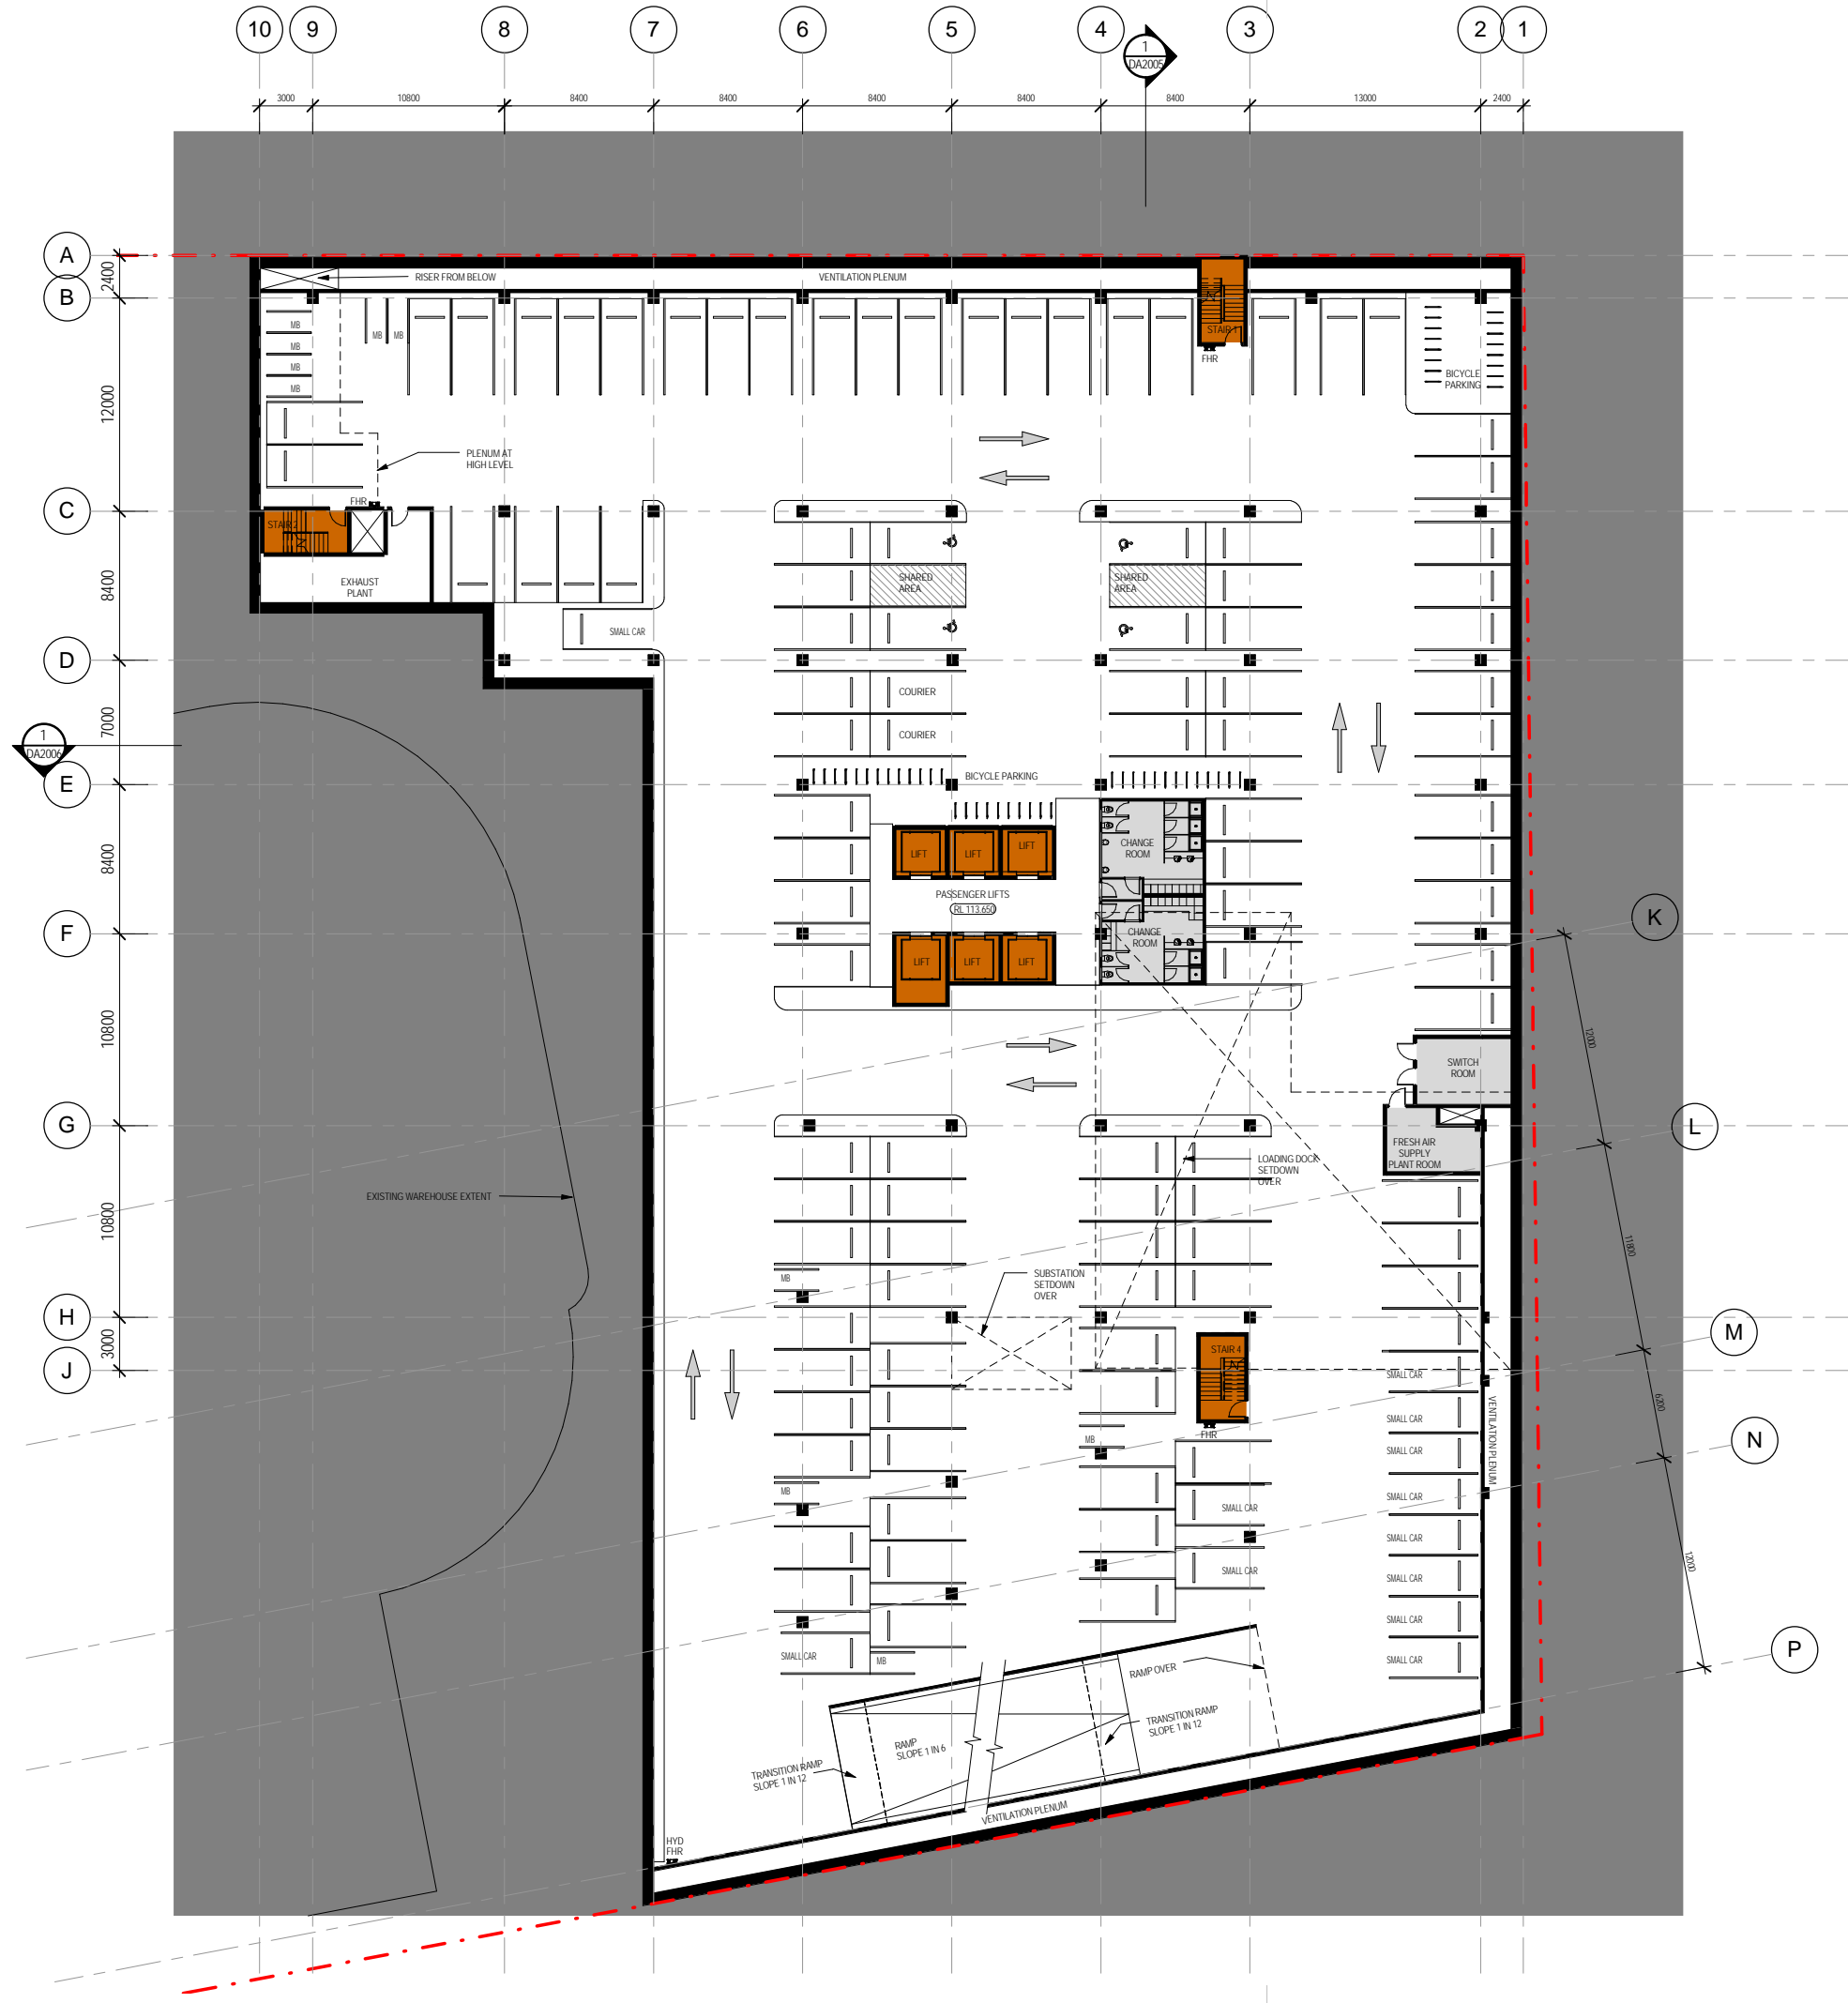 10 9 8 7 6 5 4 3 2 1
1
DA2005
3000 10800 8400 8400 8400 8400 8400 13000 2400
A
2400
B
12000
C
8400
D
7000
E
8400
F
10800
G
10800
H
3000
J
1
DA2006
K
12000
L
11800
M
6200
N
12000
P
RISER FROM BELOW
VENTILATION PLENUM
STAIR 1
FHR
MB
MB
MB
MB
MB
MB
BICYCLE
PARKING
PLENUM AT
HIGH LEVEL
FHR
STAIR 2
EXHAUST
PLANT
SMALL CAR
SHARED
AREA
SHARED
AREA
COURIER
COURIER
BICYCLE PARKING
LIFT
LIFT
LIFT
CHANGE
ROOM
PASSENGER LIFTS
RL 113.650
CHANGE
ROOM
LIFT
LIFT
LIFT
SWITCH
ROOM
FRESH AIR
SUPPLY
PLANT ROOM
LOADING DOCK
SETDOWN
OVER
EXISTING WAREHOUSE EXTENT
MB
SUBSTATION
SETDOWN
OVER
STAIR 4
FHR
MB
MB
SMALL CAR
SMALL CAR
SMALL CAR
SMALL CAR
SMALL CAR
SMALL CAR
SMALL CAR
SMALL CAR
VENTILATION PLENUM
SMALL CAR
SMALL CAR
SMALL CAR
MB
RAMP OVER
TRANSITION RAMP
SLOPE 1 IN 12
RAMP
SLOPE 1 IN 6
TRANSITION RAMP
SLOPE 1 IN 12
VENTILATION PLENUM
HYD
FHR